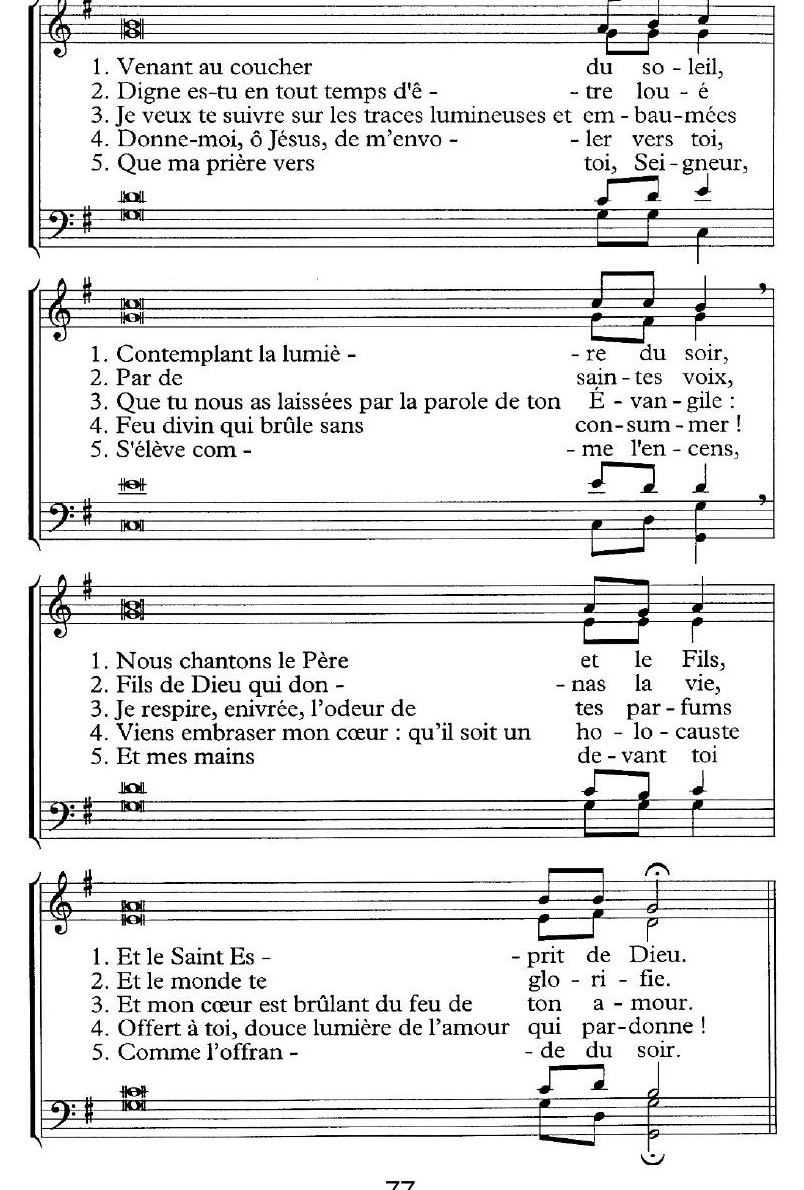 1. Venant au coucher du so - leil,
2. Digne es-tu en tout temps d'ê - - tre lou - é
3. Je veux te suivre sur les traces lumineuses et em - bau-mées
4. Donne-moi, ô Jésus, de m'envo - - ler vers toi,
5. Que ma prière vers toi, Sei-gneur,
1. Contemplant la lumiè - - re du soir,
2. Par de sain-tes voix,
3. Que tu nous as laissées par la parole de ton É - van-gile :
4. Feu divin qui brûle sans con-sum-mer !
5. S'élève com - - me l'en-cens,
1. Nous chantons le Père et le Fils,
2. Fils de Dieu qui don - - nas la vie,
3. Je respire, enivrée, l'odeur de tes par-fums
4. Viens embraser mon cœur : qu'il soit un ho - lo-causte
5. Et mes mains de-vant toi
1. Et le Saint Es - - prit de Dieu.
2. Et le monde te glo - ri - fie.
3. Et mon cœur est brûlant du feu de ton a - mour.
4. Offert à toi, douce lumière de l'amour qui par-donne !
5. Comme l'offran - - de du soir.
77